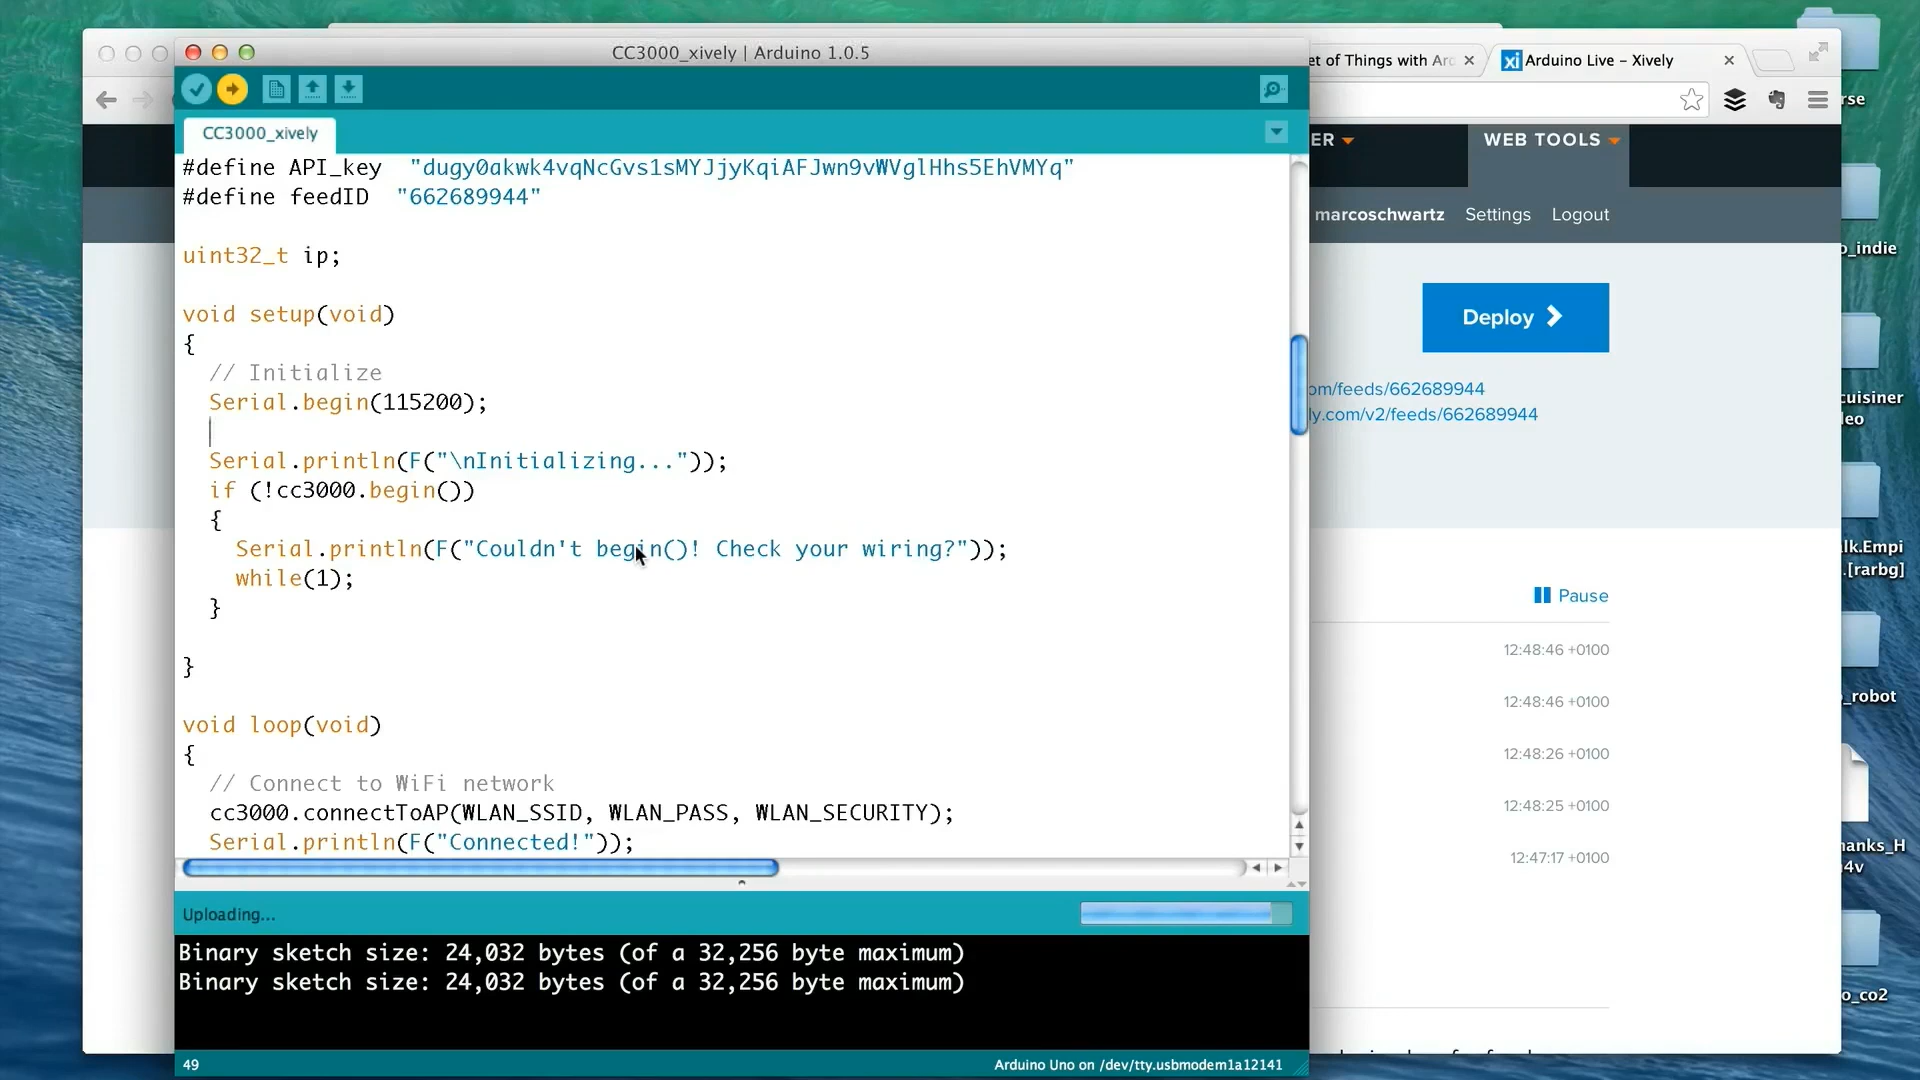 CC3000_xively | Arduino 1.0.5
CC3000_xively
#define API_key "dugy0akwk4vqNcGvs1sMYJjyKqiAFJwn9vWVglHhs5EhVMYq"
#define feedID "662689944"
uint32_t ip;
void setup(void)
{
// Initialize
Serial.begin(115200);
Serial.println(F("\nInitializing..."));
if (!cc3000.begin())
{
Serial.println(F("Couldn't begin()! Check your wiring?"));
while(1);
}
}
void loop(void)
{
// Connect to WiFi network
cc3000.connectToAP(WLAN_SSID, WLAN_PASS, WLAN_SECURITY);
Serial.println(F("Connected!"));
Uploading...
Binary sketch size: 24,032 bytes (of a 32,256 byte maximum)
Binary sketch size: 24,032 bytes (of a 32,256 byte maximum)
49
Arduino Uno on /dev/tty.usbmodem1a12141
et of Things with Ard
xi Arduino Live – Xively
ER
WEB TOOLS
marcoschwartz Settings Logout
Deploy
om/feeds/662689944
ly.com/v2/feeds/662689944
Pause
12:48:46 +0100
12:48:46 +0100
12:48:26 +0100
12:48:25 +0100
12:47:17 +0100
rse
o_indie
cuisiner
leo
lk.Empi
.[rarbg]
_robot
hanks_H
4v
o_co2